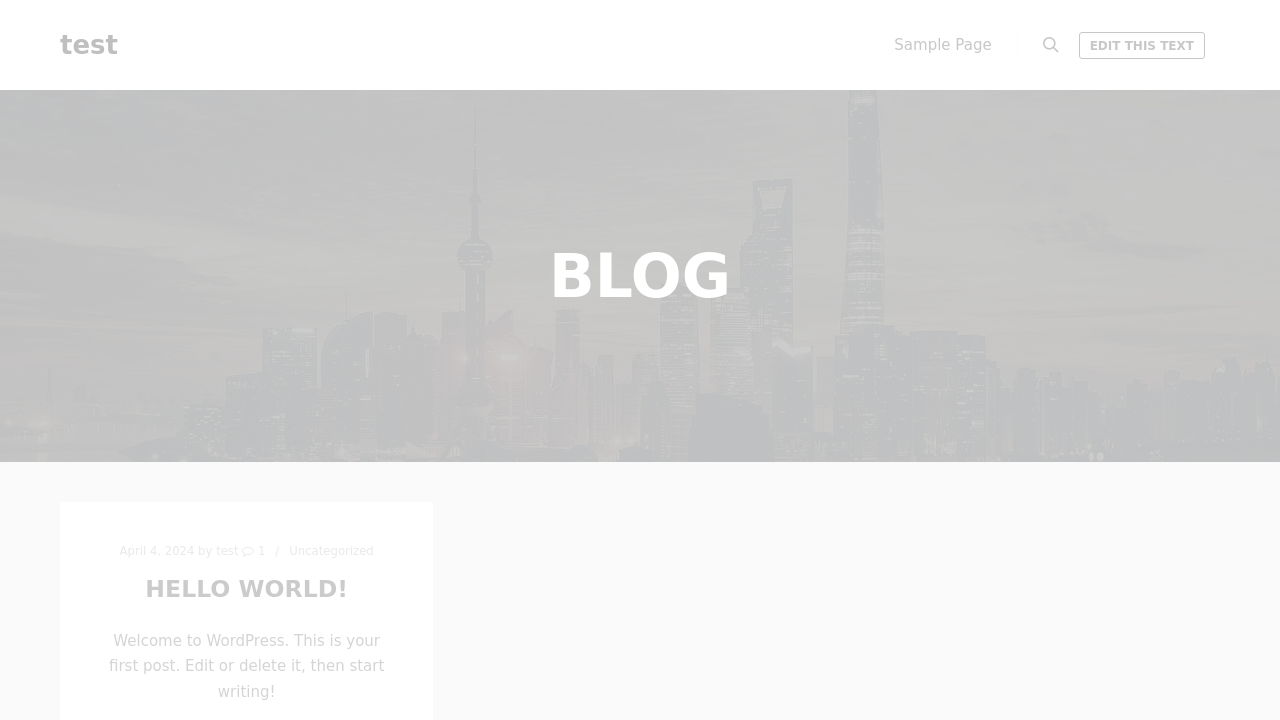 test
Sample Page
EDIT THIS TEXT
BLOG
April 4, 2024 by test 1 / Uncategorized
HELLO WORLD!
Welcome to WordPress. This is your
first post. Edit or delete it, then start
writing!